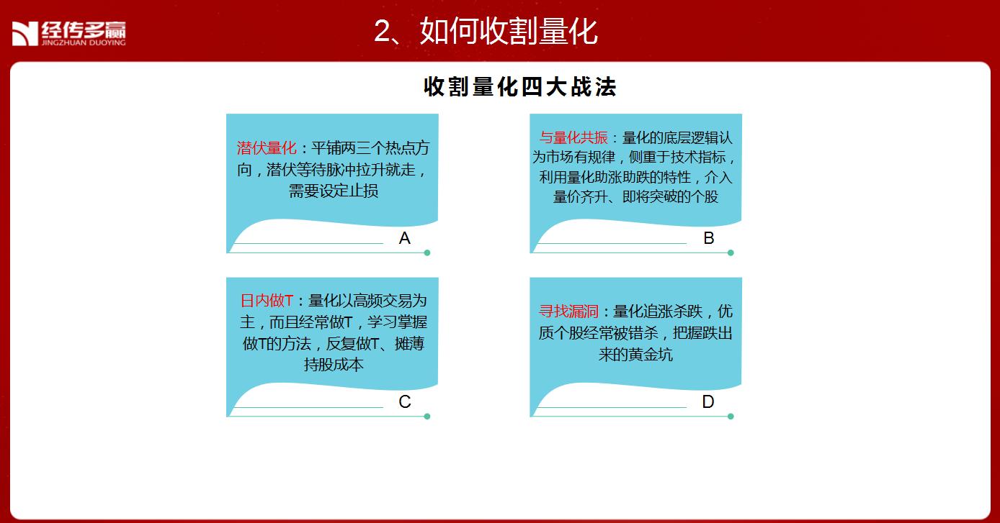 经传多赢
JINGZHUAN DUOYING
2、如何收割量化
收割量化四大战法
潜伏量化：平铺两三个热点方
向，潜伏等待脉冲拉升就走，
需要设定止损
A
与量化共振：量化的底层逻辑认
为市场有规律，侧重于技术指标，
利用量化助涨助跌的特性，介入
量价齐升、即将突破的个股
B
日内做T：量化以高频交易为
主，而且经常做T，学习掌握
做T的方法，反复做T、摊薄
持股成本
C
寻找漏洞：量化追涨杀跌，优
质个股经常被错杀，把握跌出
来的黄金坑
D